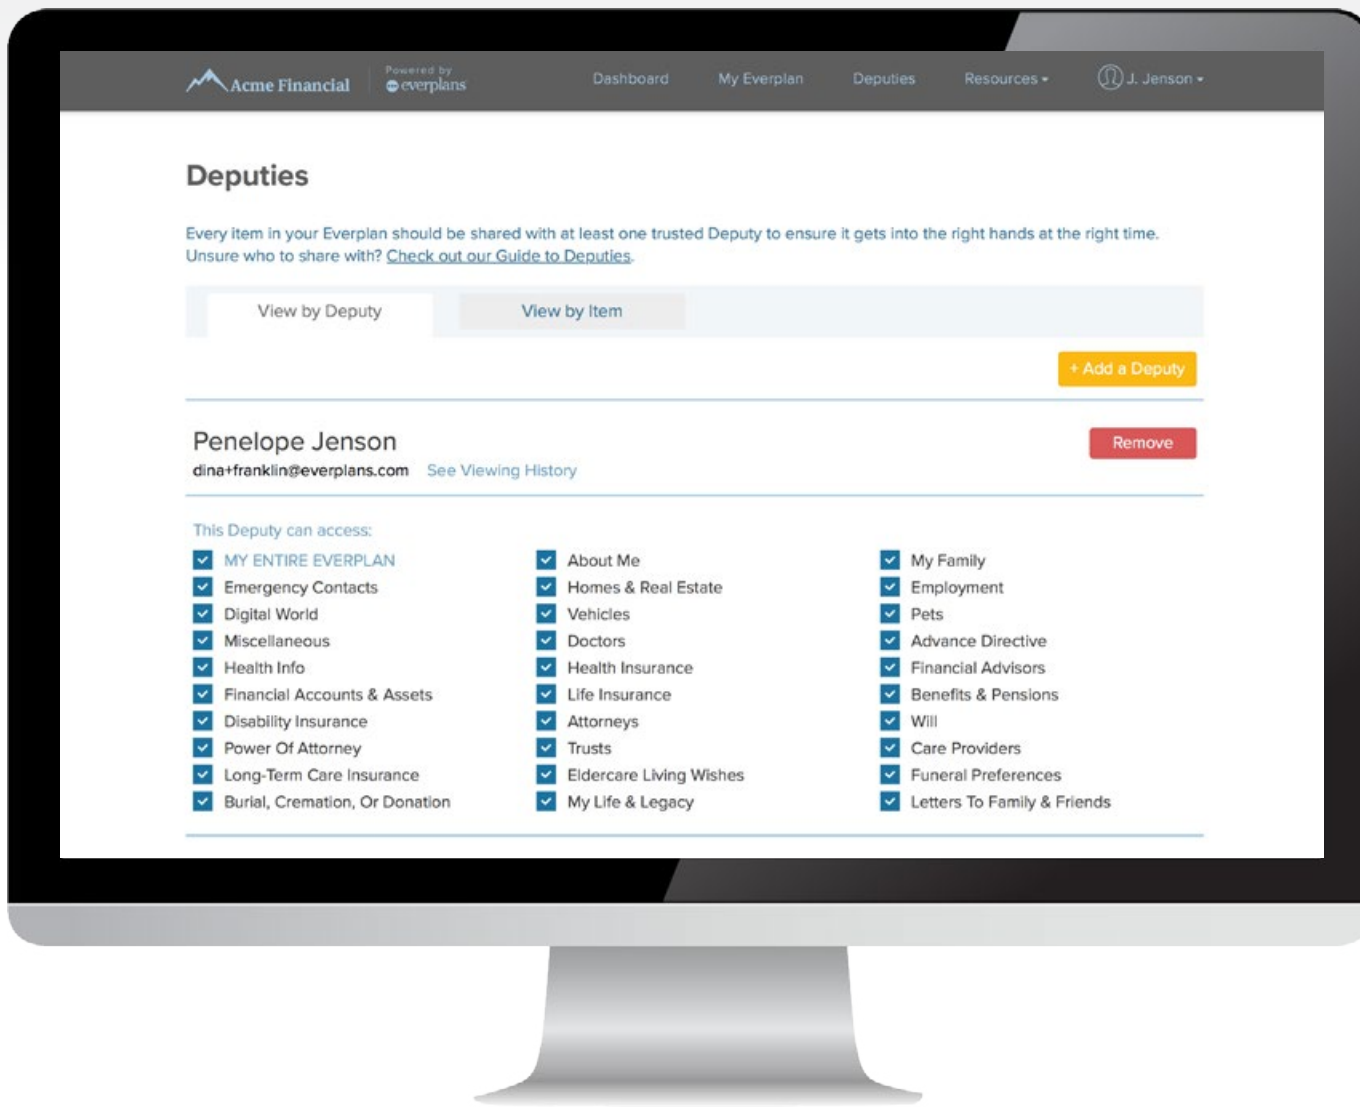 Acme Financial
Powered by
everplans
Dashboard My Everplan Deputies Resources J. Jenson
Deputies
Every item in your Everplan should be shared with at least one trusted Deputy to ensure it gets into the right hands at the right time.
Unsure who to share with? Check out our Guide to Deputies.
View by Deputy View by Item
+ Add a Deputy
Penelope Jenson
Remove
dina+franklin@everplans.com See Viewing History
This Deputy can access:
MY ENTIRE EVERPLAN About Me My Family
Emergency Contacts Homes & Real Estate Employment
Digital World Vehicles Pets
Miscellaneous Doctors Advance Directive
Health Info Health Insurance Financial Advisors
Financial Accounts & Assets Life Insurance Benefits & Pensions
Disability Insurance Attorneys Will
Power Of Attorney Trusts Care Providers
Long-Term Care Insurance Eldercare Living Wishes Funeral Preferences
Burial, Cremation, Or Donation My Life & Legacy Letters To Family & Friends